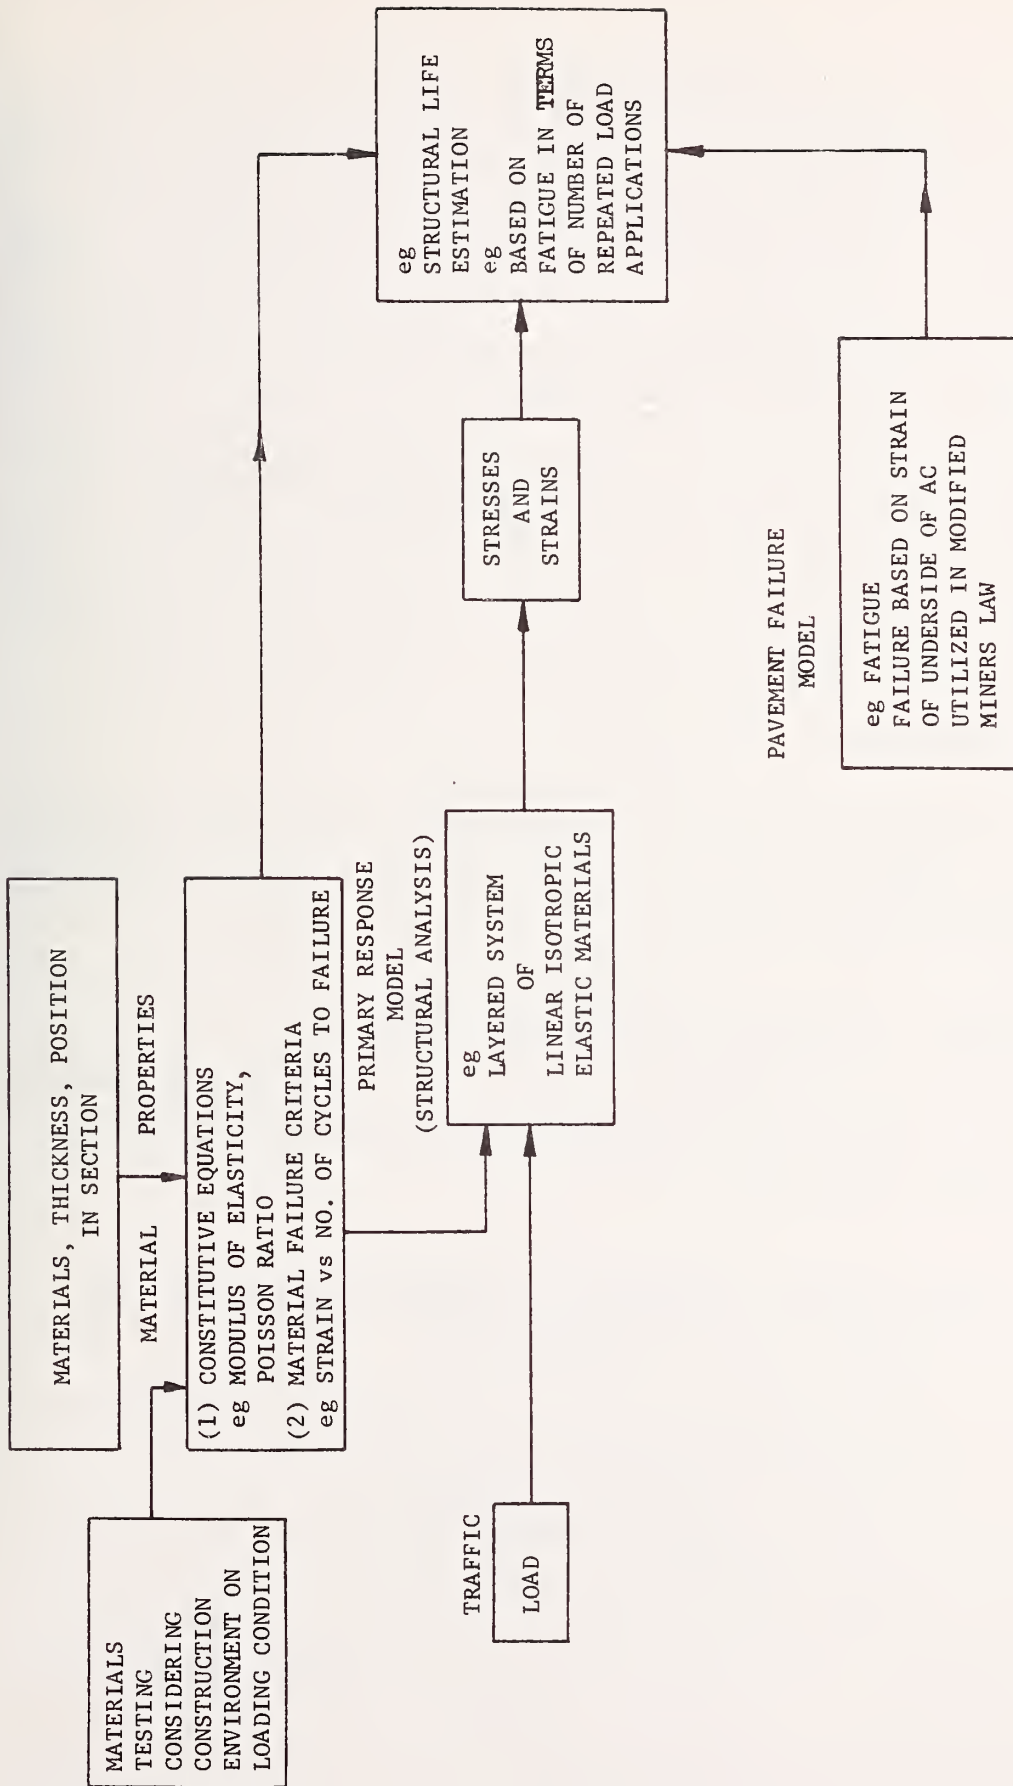 MATERIALS, THICKNESS, POSITION
IN SECTION
MATERIALS
TESTING
CONSIDERING
CONSTRUCTION
ENVIRONMENT ON
LOADING CONDITION
MATERIAL PROPERTIES
(1) CONSTITUTIVE EQUATIONS
eg MODULUS OF ELASTICITY,
POISSON RATIO
(2) MATERIAL FAILURE CRITERIA
eg STRAIN vs NO. OF CYCLES TO FAILURE
PRIMARY RESPONSE
MODEL
(STRUCTURAL ANALYSIS)
eg
LAYERED SYSTEM
OF
LINEAR ISOTROPIC
ELASTIC MATERIALS
TRAFFIC
LOAD
STRESSES
AND
STRAINS
eg
STRUCTURAL LIFE
ESTIMATION
eg
BASED ON
FATIGUE IN TERMS
OF NUMBER OF
REPEATED LOAD
APPLICATIONS
PAVEMENT FAILURE
MODEL
eg FATIGUE
FAILURE BASED ON STRAIN
OF UNDERSIDE OF AC
UTILIZED IN MODIFIED
MINERS LAW